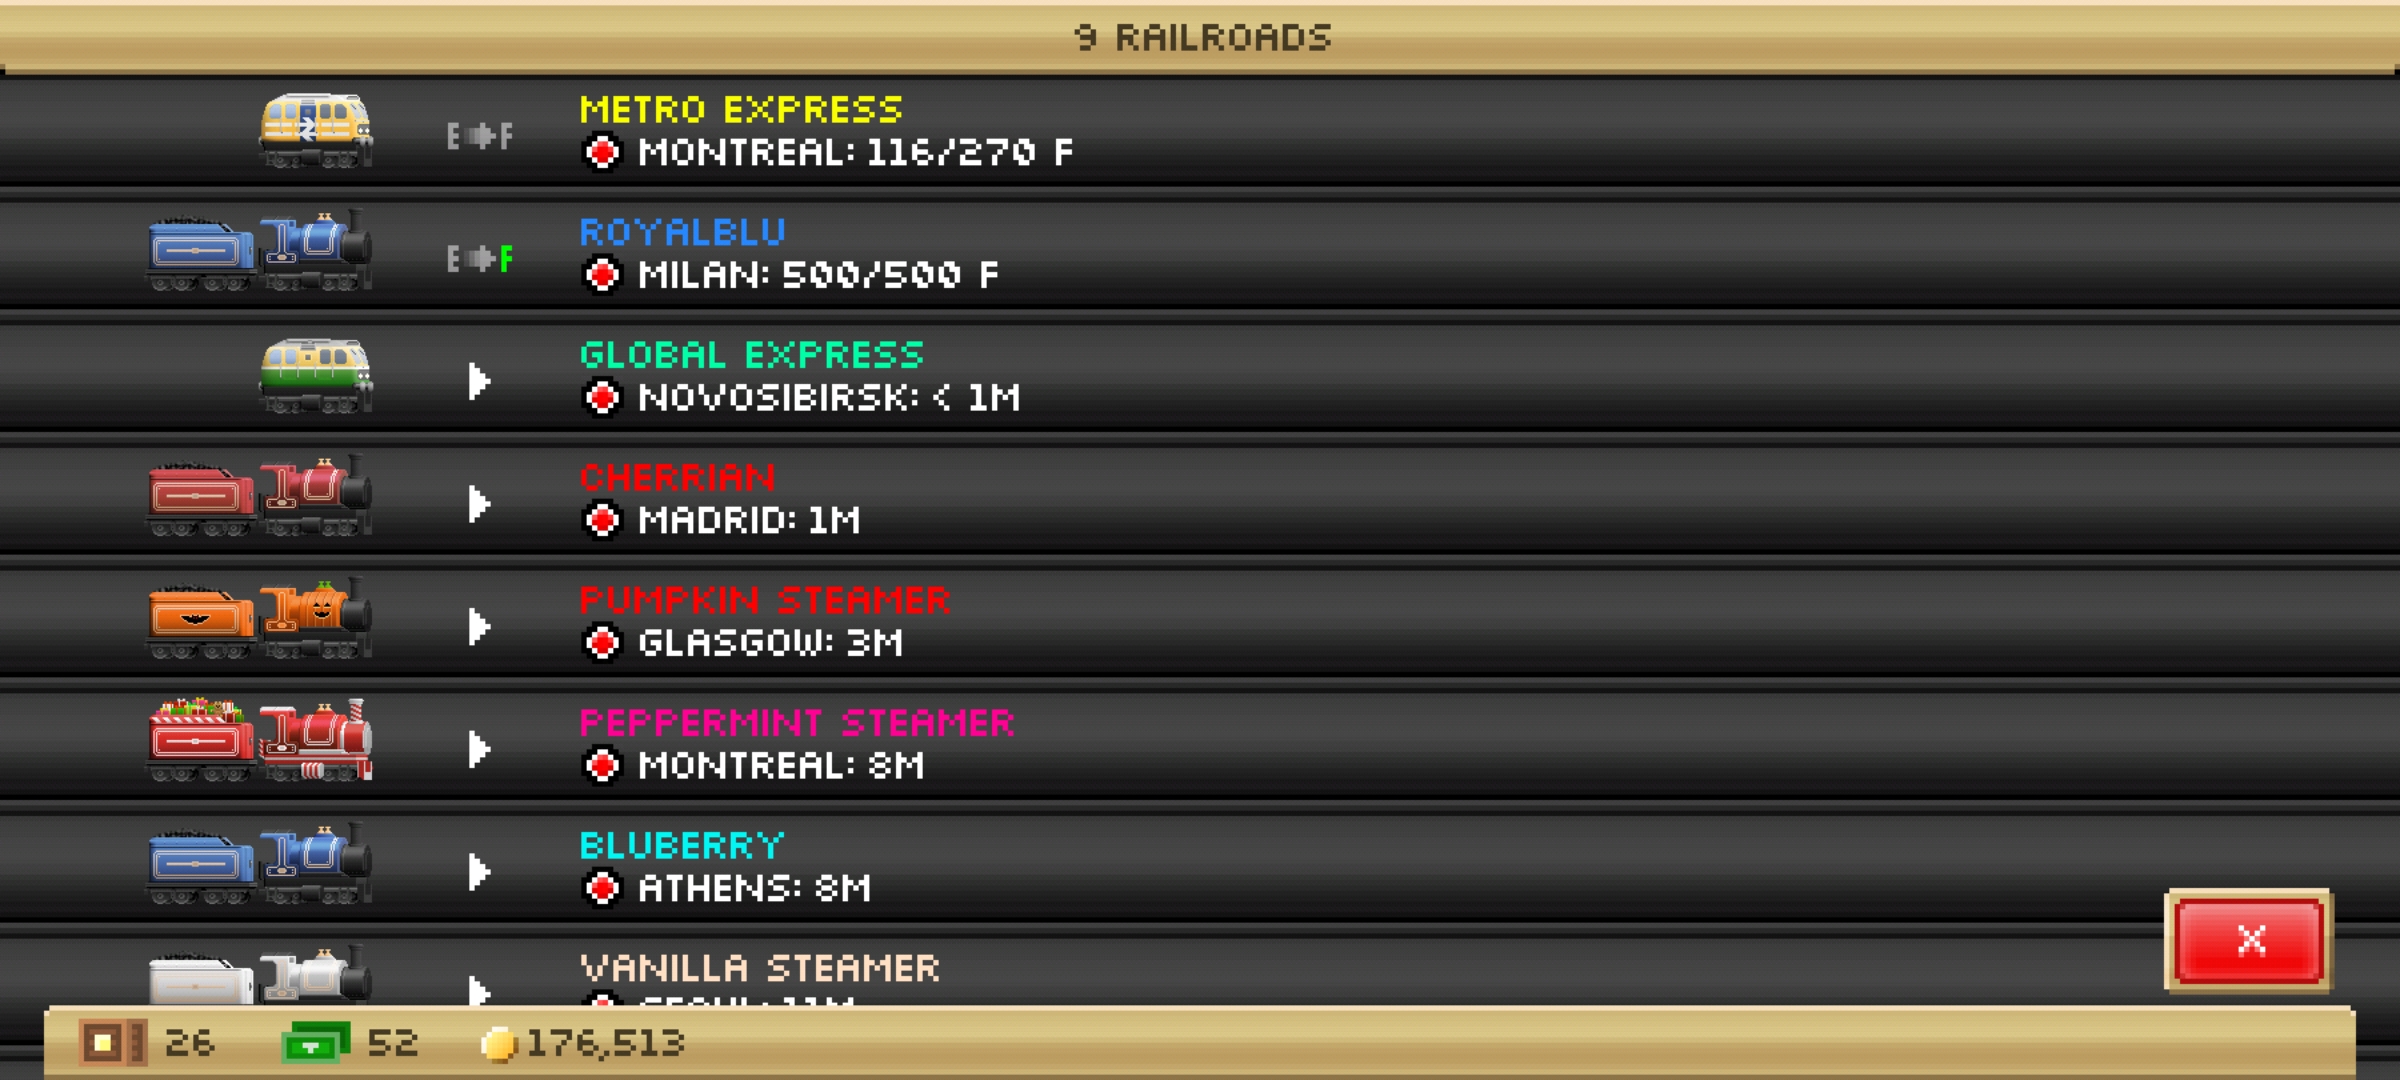 9 RAILROADS
METRO EXPRESS
E F
MONTREAL: 116/270 F
ROYALBLU
E F
MILAN: 500/500 F
GLOBAL EXPRESS
NOVOSIBIRSK: < 1M
CHERRIAN
MADRID: 1M
PUMPKIN STEAMER
GLASGOW: 3M
PEPPERMINT STEAMER
MONTREAL: 8M
BLUBERRY
ATHENS: 8M
VANILLA STEAMER
X
26 52 176,513